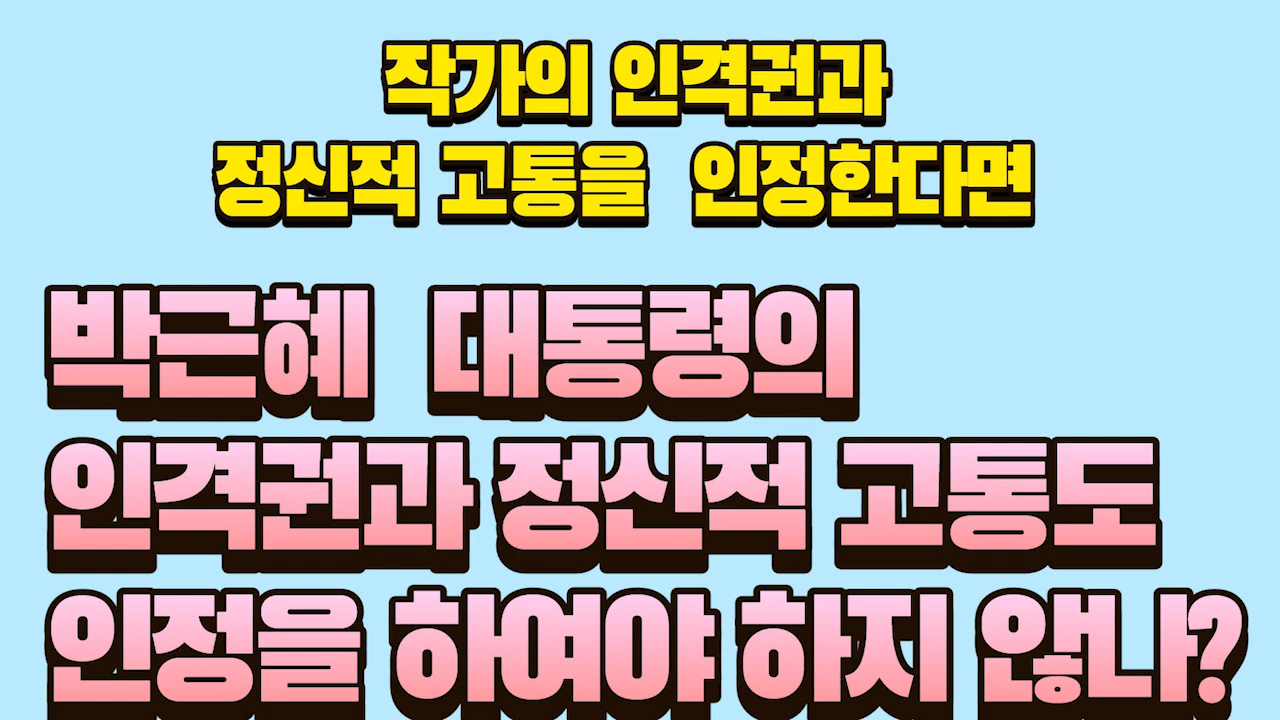 작가의 인격권과
정신적 고통을 인정한다면
박근혜 대통령의
인격권과 정신적 고통도
인정을 하여야 하지 않나?